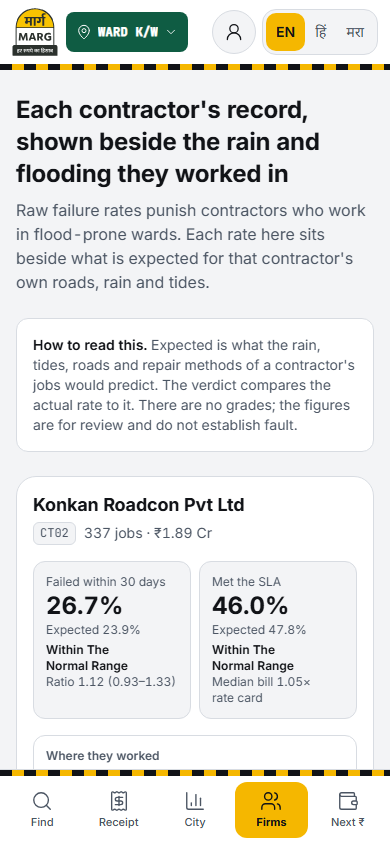 मार्ग
MARG
हर रुपये का हिसाब
WARD K/W
EN
हिं
मरा
Each contractor's record,
shown beside the rain and
flooding they worked in
Raw failure rates punish contractors who work
in flood-prone wards. Each rate here sits
beside what is expected for that contractor's
own roads, rain and tides.
How to read this. Expected is what the rain,
tides, roads and repair methods of a contractor's
jobs would predict. The verdict compares the
actual rate to it. There are no grades; the figures
are for review and do not establish fault.
Konkan Roadcon Pvt Ltd
CT02 337 jobs · ₹1.89 Cr
Failed within 30 days
26.7%
Expected 23.9%
Within The
Normal Range
Ratio 1.12 (0.93–1.33)
Met the SLA
46.0%
Expected 47.8%
Within The
Normal Range
Median bill 1.05×
rate card
Where they worked
Find
Receipt
City
Firms
Next ₹